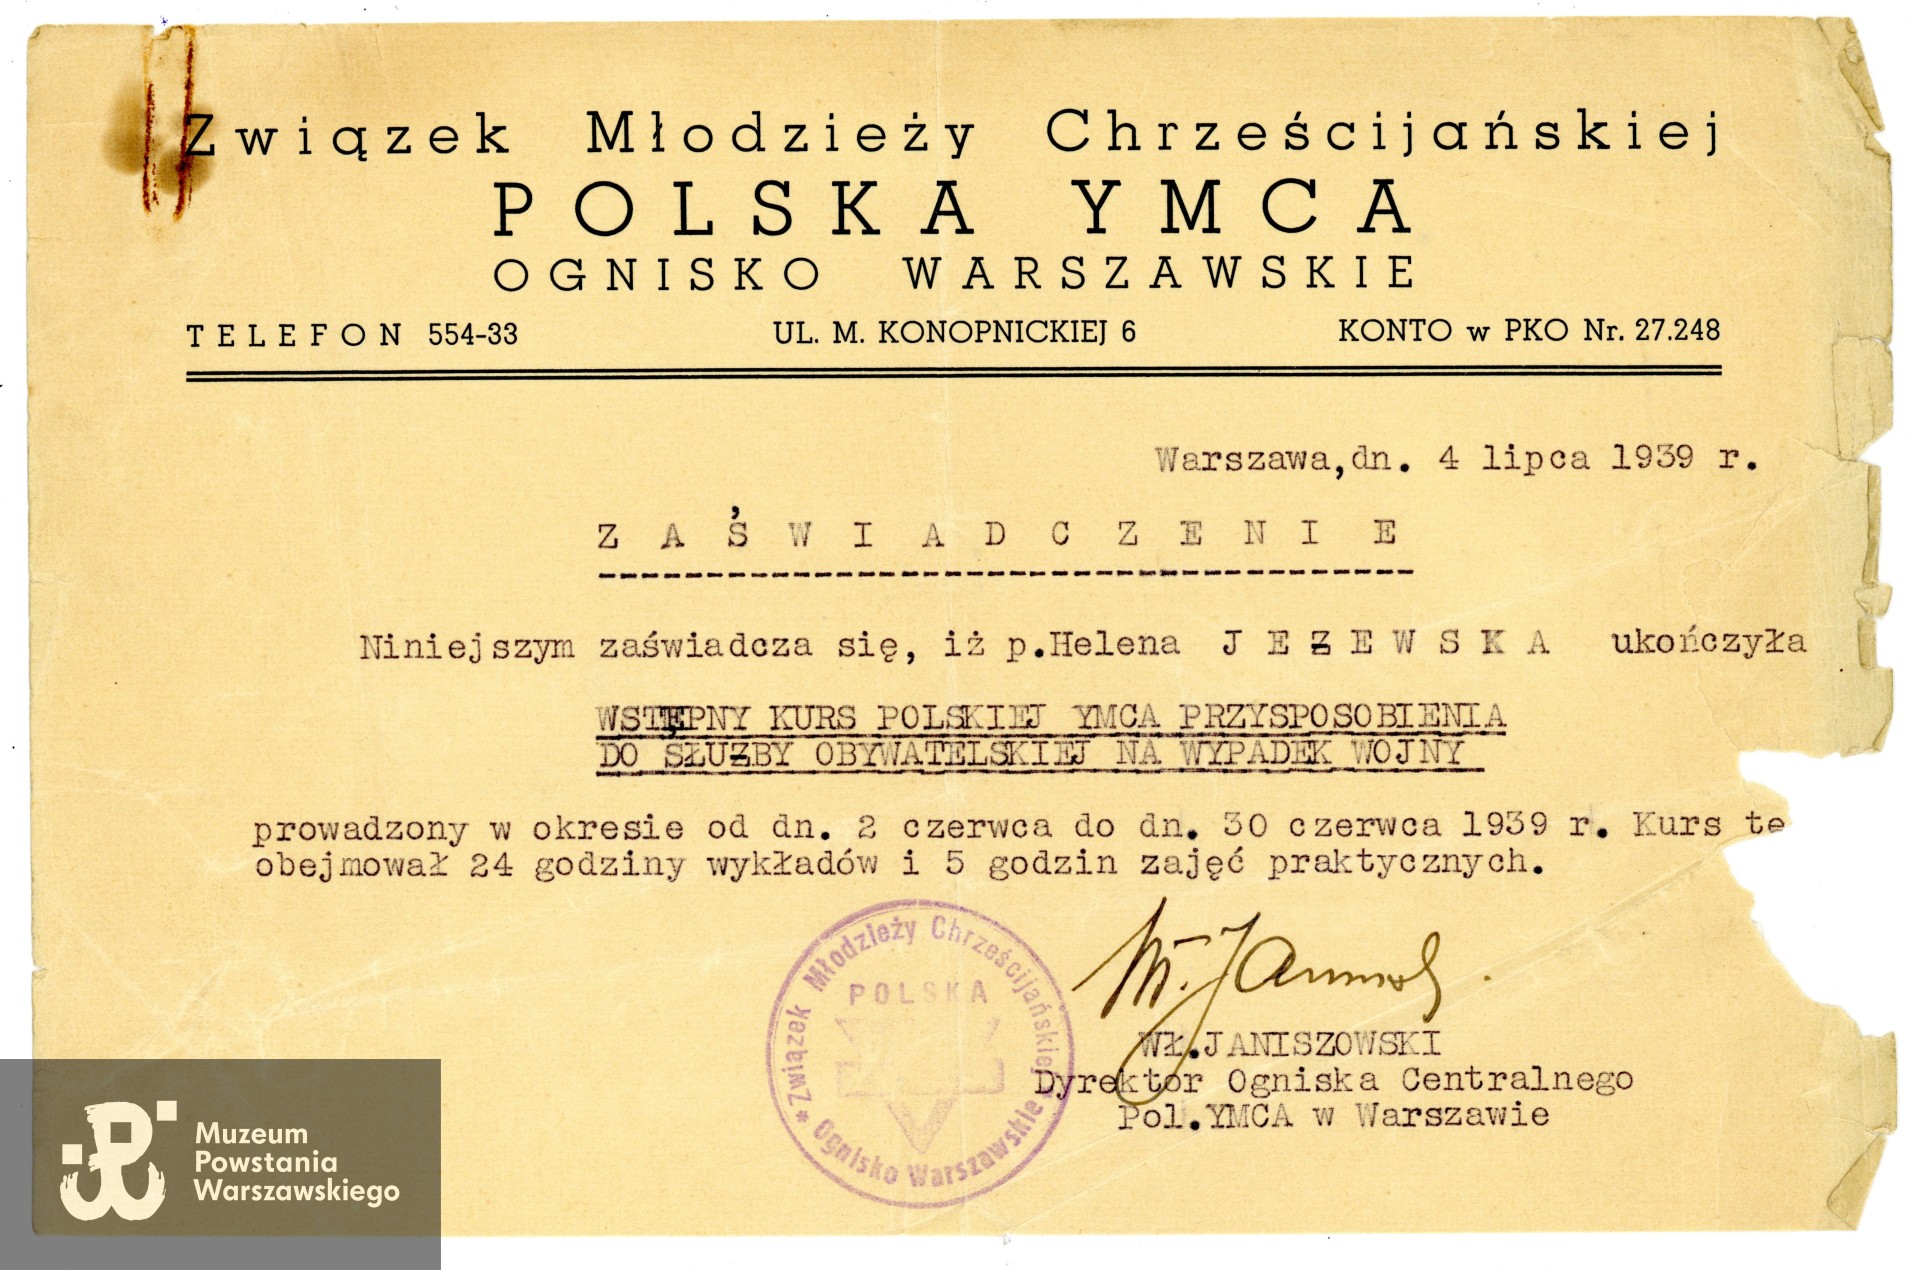 Związek Młodzieży Chrześcijańskiej
POLSKA YMCA
OGNISKO WARSZAWSKIE
TELEFON 554-33 UL. M. KONOPNICKIEJ 6 KONTO w PKO Nr. 27.248
Warszawa,dn. 4 lipca 1939 r.
ZAŚWIADCZENIE
Niniejszym zaświadcza się, iż p.Helena JEŻEWSKA ukończyła
WSTĘPNY KURS POLSKIEJ YMCA PRZYSPOSOBIENIA
DO SŁUŻBY OBYWATELSKIEJ NA WYPADEK WOJNY
prowadzony w okresie od dn. 2 czerwca do dn. 30 czerwca 1939 r. Kurs te
obejmował 24 godziny wykładów i 5 godzin zajęć praktycznych.
* Związek Młodzieży Chrześcijańskiej * Ognisko Warszawskie
POLSKA
WŁ.JANISZOWSKI
Dyrektor Ogniska Centralnego
Pol.YMCA w Warszawie
Muzeum
Powstania
Warszawskiego